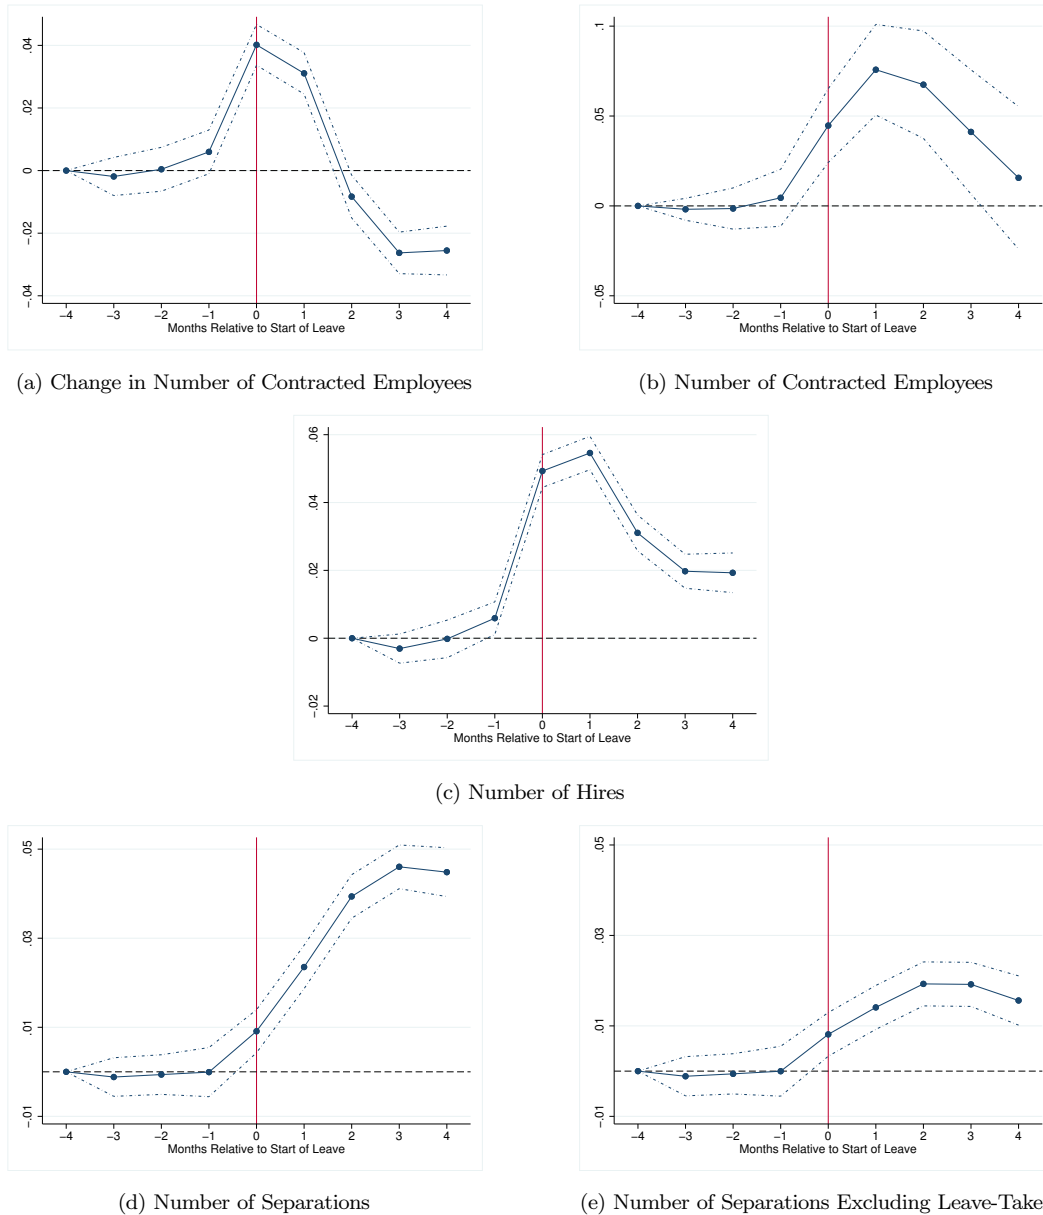 .04
.02
0
-.02
-.04
−4 −3 −2 −1 0 1 2 3 4
Months Relative to Start of Leave
(a) Change in Number of Contracted Employees
.1
.05
0
-.05
−4 −3 −2 −1 0 1 2 3 4
Months Relative to Start of Leave
(b) Number of Contracted Employees
.06
.04
.02
0
-.02
−4 −3 −2 −1 0 1 2 3 4
Months Relative to Start of Leave
(c) Number of Hires
.05
.03
.01
-.01
−4 −3 −2 −1 0 1 2 3 4
Months Relative to Start of Leave
(d) Number of Separations
.05
.03
.01
-.01
−4 −3 −2 −1 0 1 2 3 4
Months Relative to Start of Leave
(e) Number of Separations Excluding Leave-Take